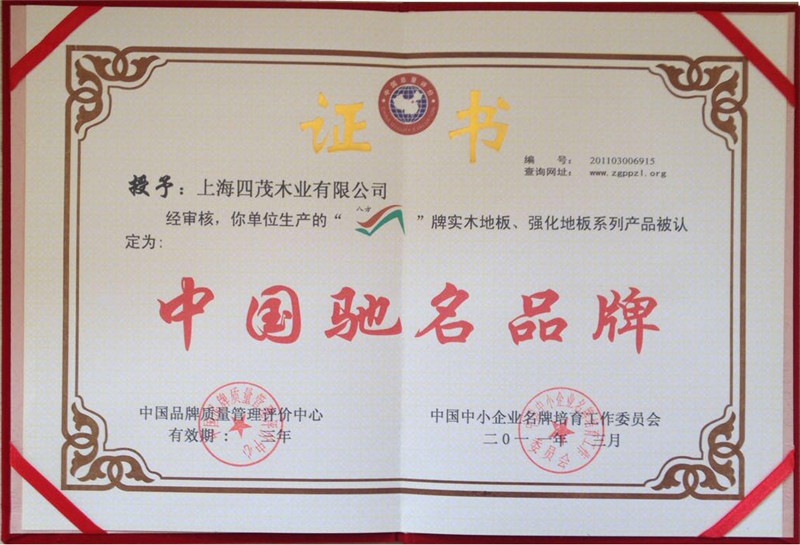 证书
编 号： 201103006915
查询网址： www.zgppzl.org
授予：上海四茂木业有限公司
经审核，你单位生产的“八方”牌实木地板、强化地板系列产品被认
定为：
中国驰名品牌
中国品牌质量管理评价中心
有效期：三年
中国中小企业名牌培育工作委员会
二0一一年 三月